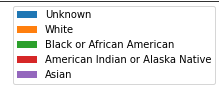 Unknown
White
Black or African American
American Indian or Alaska Native
Asian